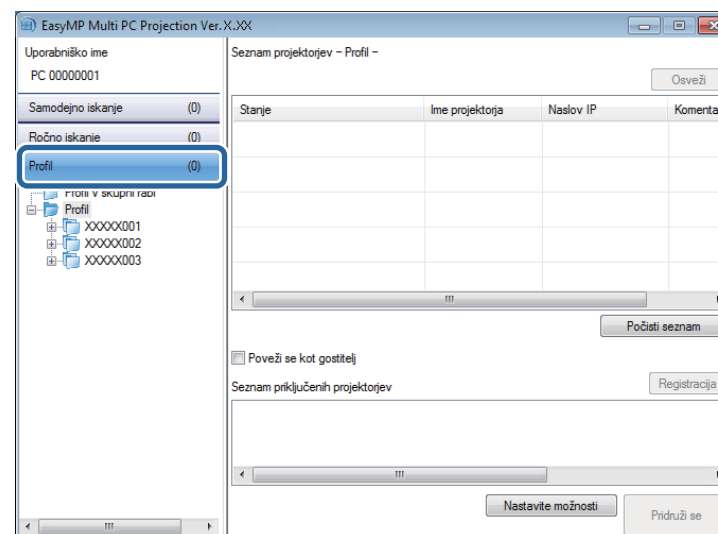 EasyMP Multi PC Projection Ver.X.XX
Uporabniško ime
PC 00000001
Samodejno iskanje (0)
Ročno iskanje (0)
Profil (0)
Profil v skupni rabi
Profil
XXXXX001
XXXXX002
XXXXX003
Seznam projektorjev – Profil –
Osveži
Stanje Ime projektorja Naslov IP Komenta
Počisti seznam
Poveži se kot gostitelj
Seznam priključenih projektorjev
Registracija
Nastavite možnosti
Pridruži se